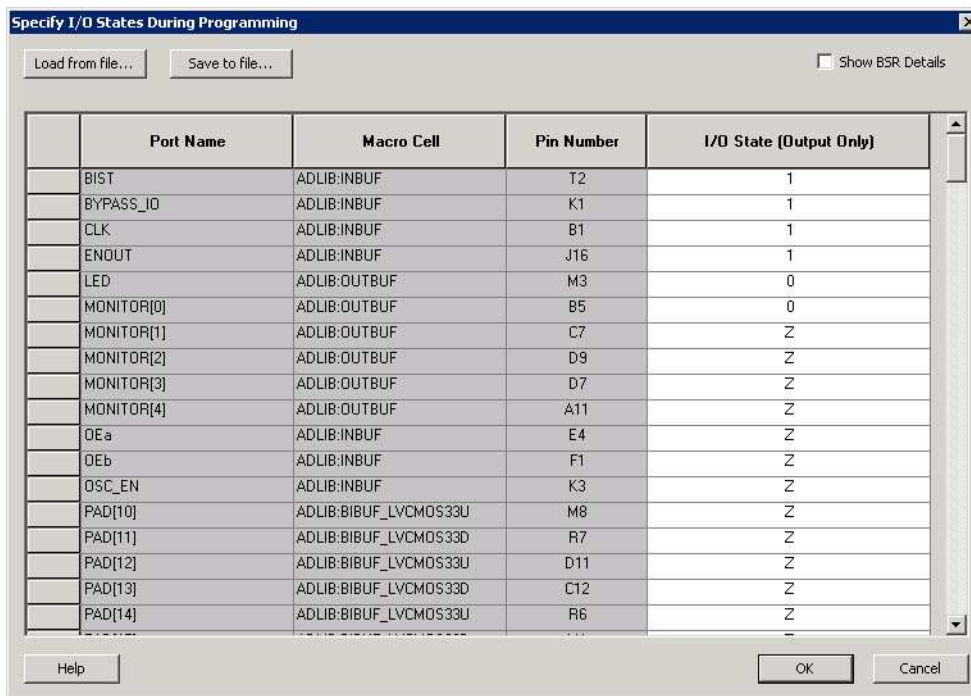 Specify I/O States During Programming
Load from file... Save to file... Show BSR Details
Port Name Macro Cell Pin Number I/O State (Output Only)
BIST ADLIB:INBUF T2 1
BYPASS_IO ADLIB:INBUF K1 1
CLK ADLIB:INBUF B1 1
ENOUT ADLIB:INBUF J16 1
LED ADLIB:OUTBUF M3 0
MONITOR[0] ADLIB:OUTBUF B5 0
MONITOR[1] ADLIB:OUTBUF C7 Z
MONITOR[2] ADLIB:OUTBUF D9 Z
MONITOR[3] ADLIB:OUTBUF D7 Z
MONITOR[4] ADLIB:OUTBUF A11 Z
OEa ADLIB:INBUF E4 Z
OEb ADLIB:INBUF F1 Z
OSC_EN ADLIB:INBUF K3 Z
PAD[10] ADLIB:BIBUF_LVCMOS33U M8 Z
PAD[11] ADLIB:BIBUF_LVCMOS33D R7 Z
PAD[12] ADLIB:BIBUF_LVCMOS33U D11 Z
PAD[13] ADLIB:BIBUF_LVCMOS33D C12 Z
PAD[14] ADLIB:BIBUF_LVCMOS33U R6 Z
Help OK Cancel